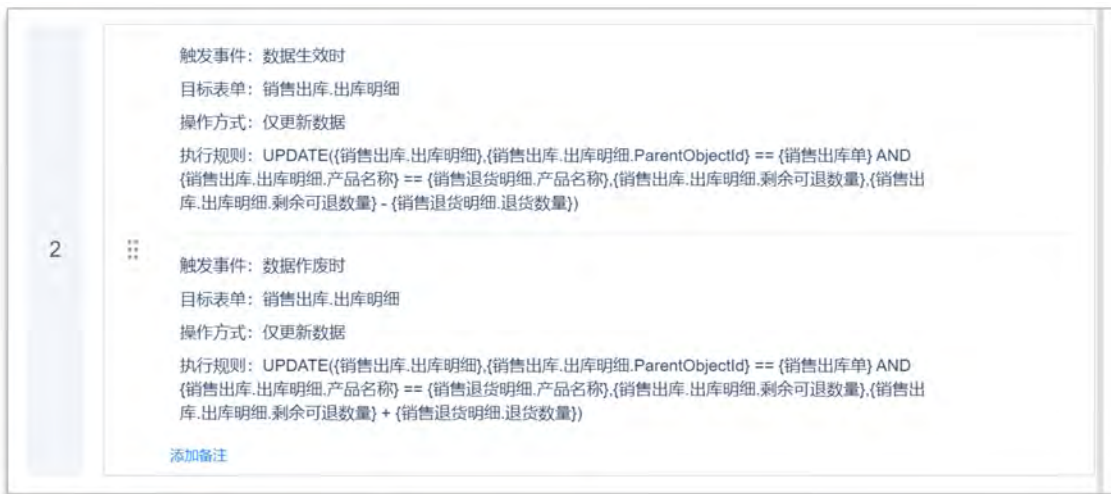 触发事件：数据生效时
目标表单：销售出库.出库明细
操作方式：仅更新数据
执行规则：UPDATE({销售出库.出库明细},{销售出库.出库明细.ParentObjectId} == {销售出库单} AND
{销售出库.出库明细.产品名称} == {销售退货明细.产品名称},{销售出库.出库明细.剩余可退数量},{销售出
库.出库明细.剩余可退数量} - {销售退货明细.退货数量})
2
触发事件：数据作废时
目标表单：销售出库.出库明细
操作方式：仅更新数据
执行规则：UPDATE({销售出库.出库明细},{销售出库.出库明细.ParentObjectId} == {销售出库单} AND
{销售出库.出库明细.产品名称} == {销售退货明细.产品名称},{销售出库.出库明细.剩余可退数量},{销售出
库.出库明细.剩余可退数量} + {销售退货明细.退货数量})
添加备注